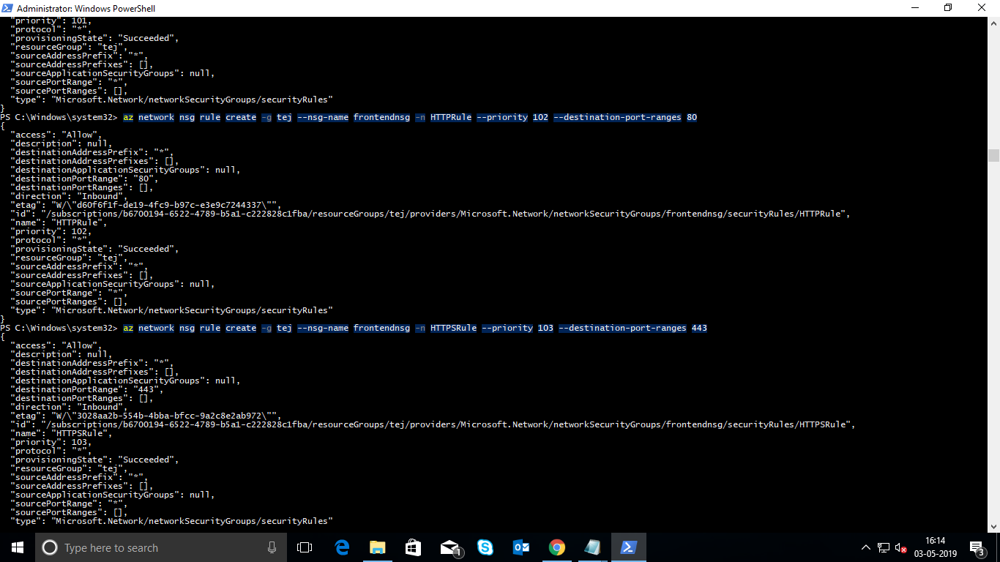 Administrator: Windows PowerShell
  "priority": 101,
  "protocol": "*",
  "provisioningState": "Succeeded",
  "resourceGroup": "tej",
  "sourceAddressPrefix": "*",
  "sourceAddressPrefixes": [],
  "sourceApplicationSecurityGroups": null,
  "sourcePortRange": "*",
  "sourcePortRanges": [],
  "type": "Microsoft.Network/networkSecurityGroups/securityRules"
}
PS C:\Windows\system32> az network nsg rule create -g tej --nsg-name frontendnsg -n HTTPRule --priority 102 --destination-port-ranges 80
{
  "access": "Allow",
  "description": null,
  "destinationAddressPrefix": "*",
  "destinationAddressPrefixes": [],
  "destinationApplicationSecurityGroups": null,
  "destinationPortRange": "80",
  "destinationPortRanges": [],
  "direction": "Inbound",
  "etag": "W/\"d60f6f1f-de19-4fc9-b97c-e3e9c7244337\"",
  "id": "/subscriptions/b6700194-6522-4789-b5a1-c222828c1fba/resourceGroups/tej/providers/Microsoft.Network/networkSecurityGroups/frontendnsg/securityRules/HTTPRule",
  "name": "HTTPRule",
  "priority": 102,
  "protocol": "*",
  "provisioningState": "Succeeded",
  "resourceGroup": "tej",
  "sourceAddressPrefix": "*",
  "sourceAddressPrefixes": [],
  "sourceApplicationSecurityGroups": null,
  "sourcePortRange": "*",
  "sourcePortRanges": [],
  "type": "Microsoft.Network/networkSecurityGroups/securityRules"
}
PS C:\Windows\system32> az network nsg rule create -g tej --nsg-name frontendnsg -n HTTPSRule --priority 103 --destination-port-ranges 443
{
  "access": "Allow",
  "description": null,
  "destinationAddressPrefix": "*",
  "destinationAddressPrefixes": [],
  "destinationApplicationSecurityGroups": null,
  "destinationPortRange": "443",
  "destinationPortRanges": [],
  "direction": "Inbound",
  "etag": "W/\"3028aa2b-554b-4bba-bfcc-9a2c8e2ab972\"",
  "id": "/subscriptions/b6700194-6522-4789-b5a1-c222828c1fba/resourceGroups/tej/providers/Microsoft.Network/networkSecurityGroups/frontendnsg/securityRules/HTTPSRule",
  "name": "HTTPSRule",
  "priority": 103,
  "protocol": "*",
  "provisioningState": "Succeeded",
  "resourceGroup": "tej",
  "sourceAddressPrefix": "*",
  "sourceAddressPrefixes": [],
  "sourceApplicationSecurityGroups": null,
  "sourcePortRange": "*",
  "sourcePortRanges": [],
  "type": "Microsoft.Network/networkSecurityGroups/securityRules"
Type here to search
1
16:14
03-05-2019
3